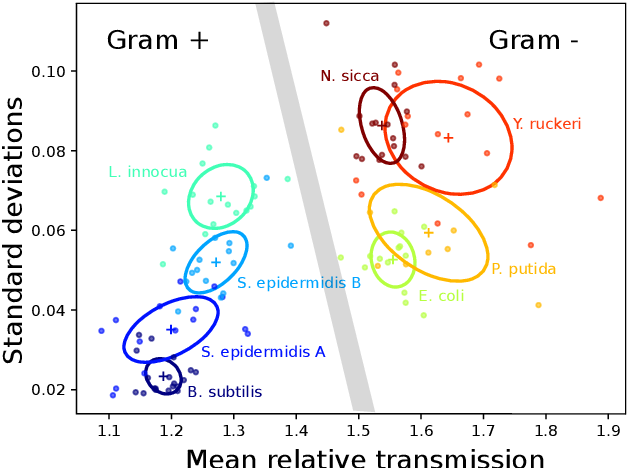 Gram +
Gram -
N. sicca
Y. ruckeri
L. innocua
S. epidermidis B
P. putida
E. coli
S. epidermidis A
B. subtilis
Standard deviations
0.10
0.08
0.06
0.04
0.02
1.1 1.2 1.3 1.4 1.5 1.6 1.7 1.8 1.9
Mean relative transmission